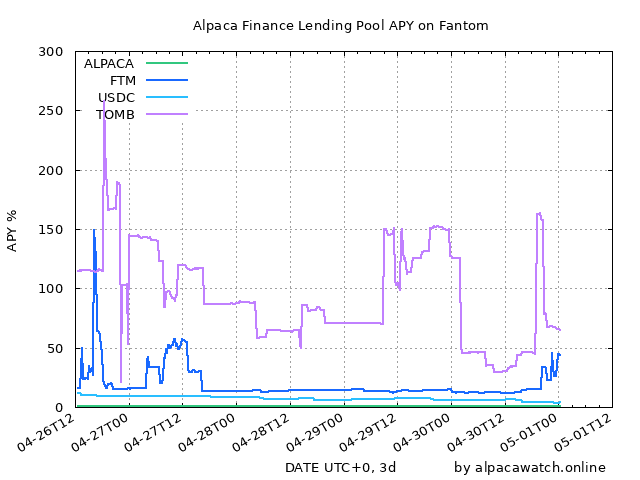 Alpaca Finance Lending Pool APY on Fantom
300
250
200
150
100
50
0
APY %
ALPACA
FTM
USDC
TOMB
04-26T12
04-27T00
04-27T12
04-28T00
04-28T12
04-29T00
04-29T12
04-30T00
04-30T12
05-01T00
05-01T12
DATE UTC+0, 3d
by alpacawatch.online